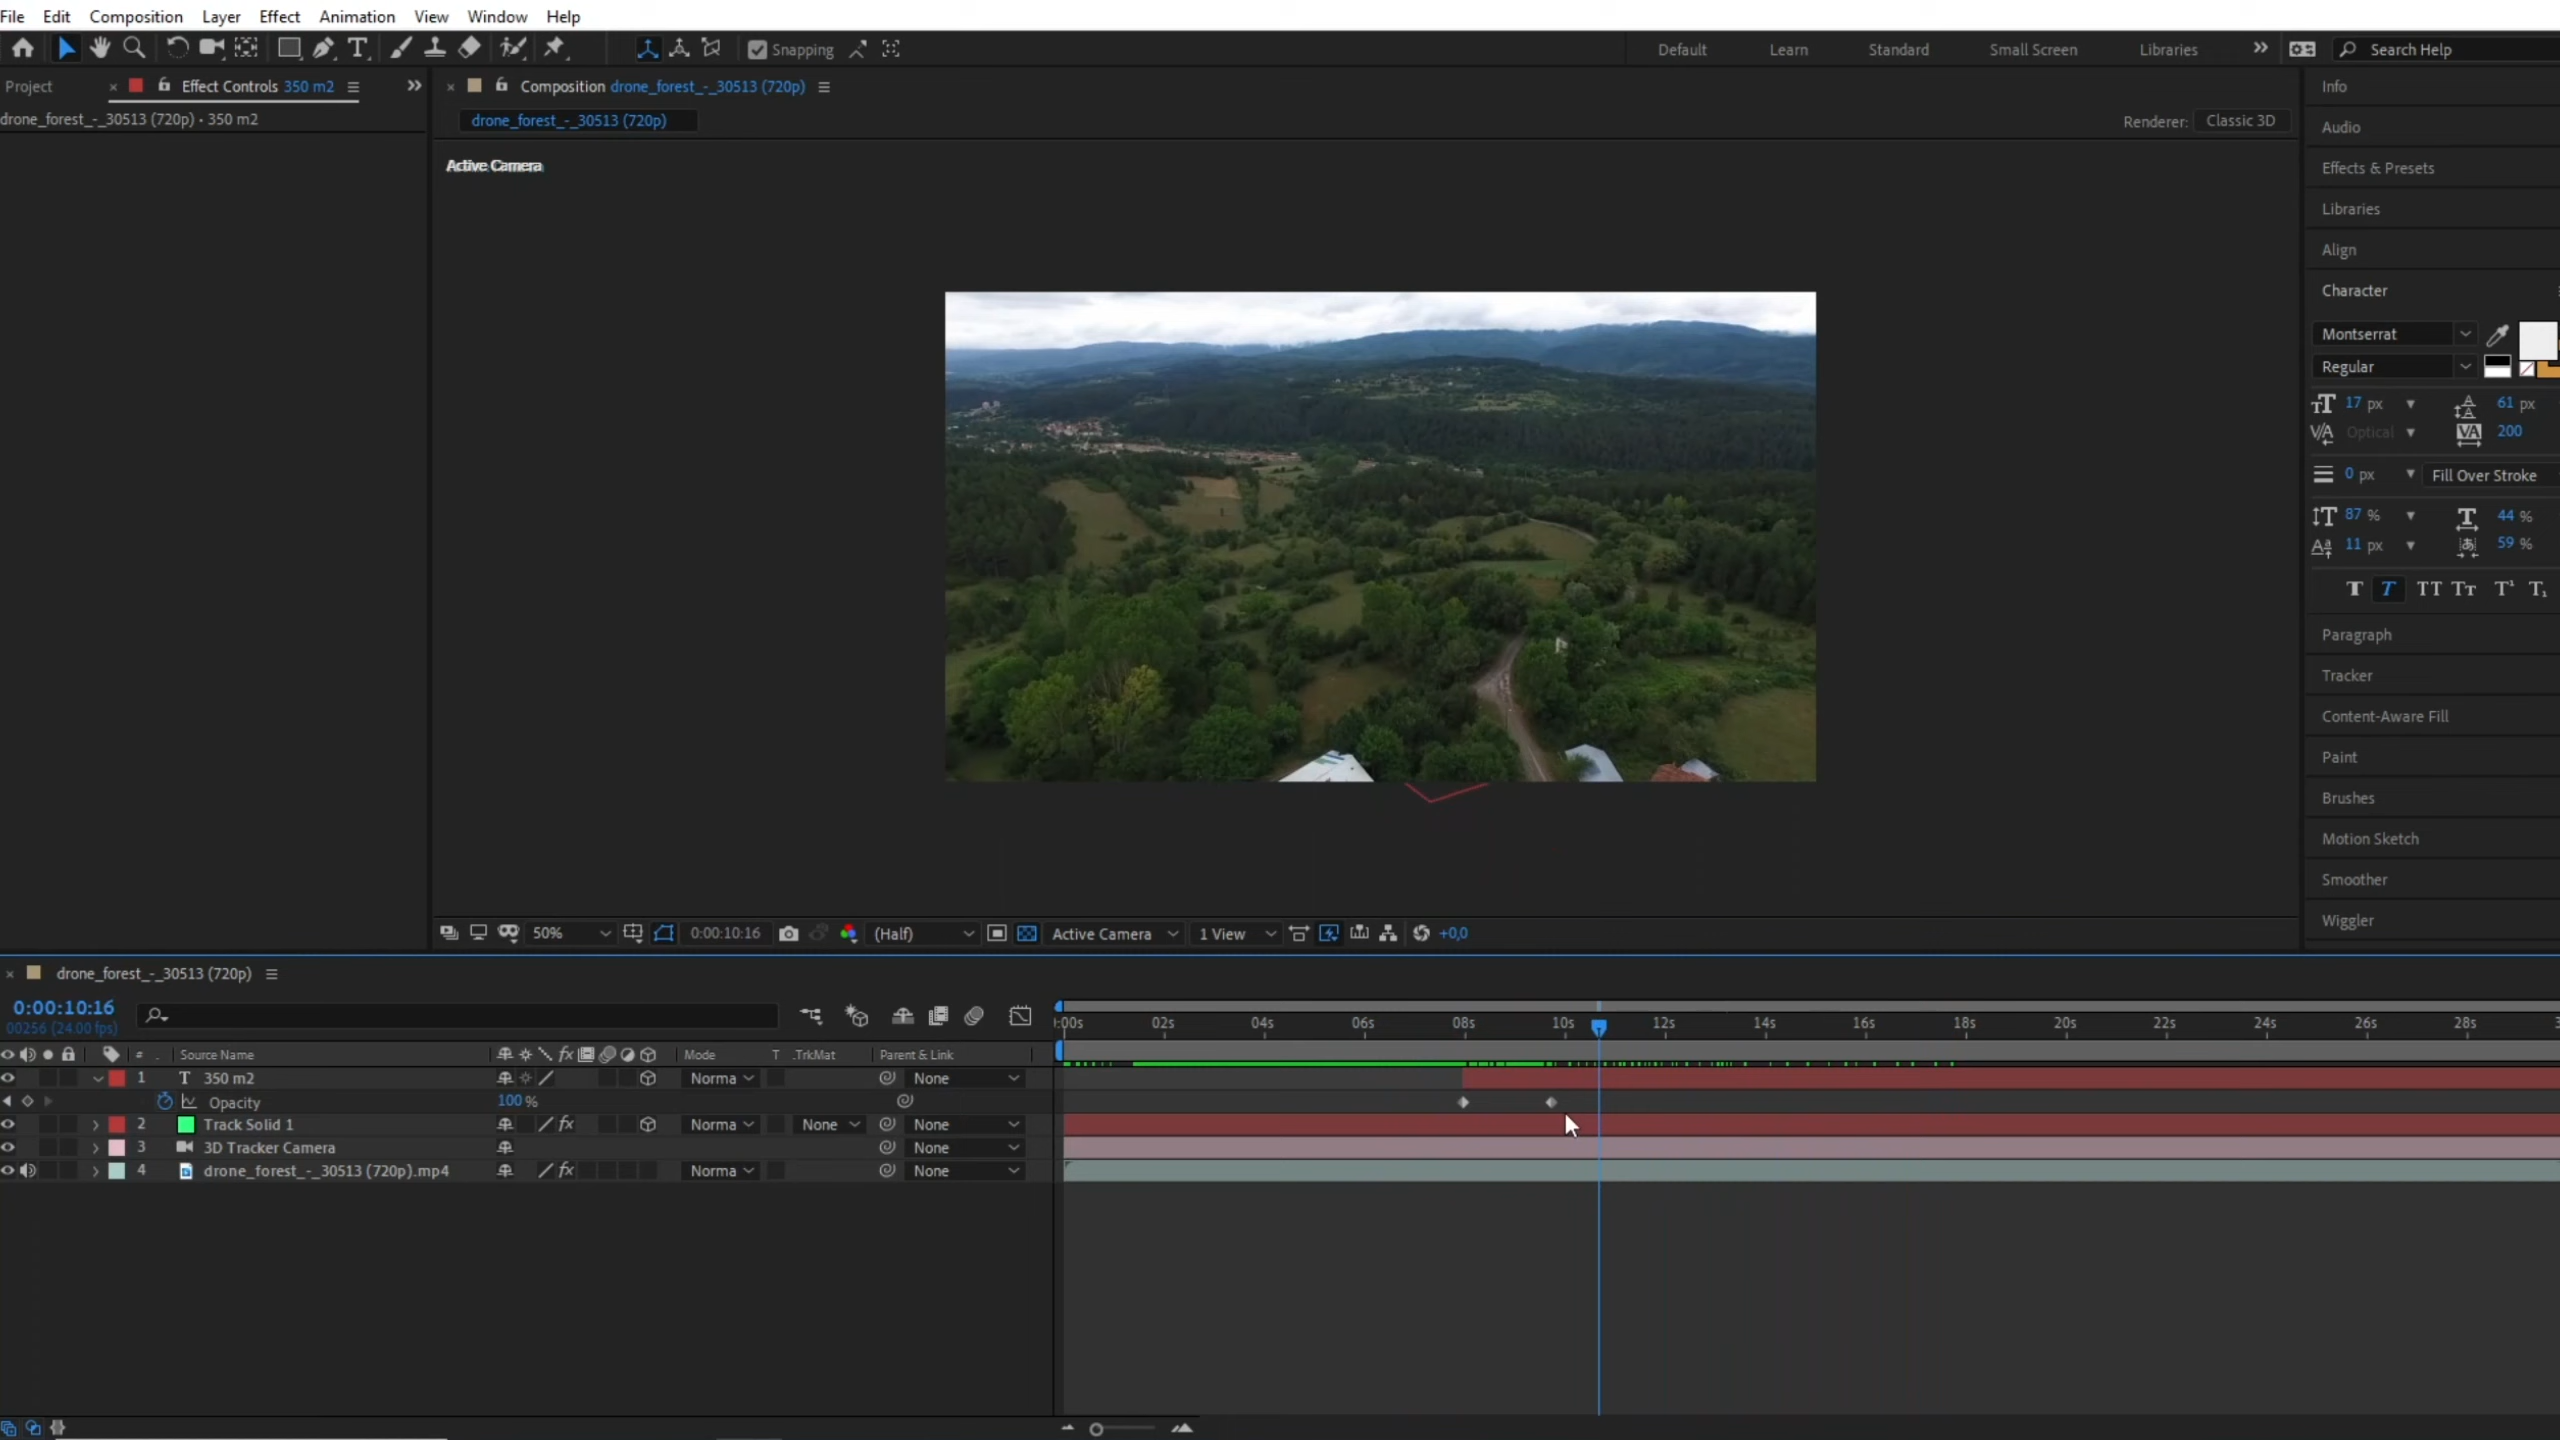 File Edit Composition Layer Effect Animation View Window Help
Snapping Default Learn Standard Small Screen Libraries Search Help
Project Effect Controls 350 m2 Composition drone_forest_-_30513 (720p) Info
drone_forest_-_30513 (720p) • 350 m2 drone_forest_-_30513 (720p) Renderer: Classic 3D
Audio
Active Camera
Effects & Presets
Libraries
Align
Character
Montserrat
Regular
17 px 61 px
Optical 200
0 px Fill Over Stroke
87 % 44 %
11 px 59 %
T T TT Tt T¹ T₁
Paragraph
Tracker
Content-Aware Fill
Paint
Brushes
Motion Sketch
Smoother
Wiggler
50% 0:00:10:16 (Half) Active Camera 1 View +0,0
drone_forest_-_30513 (720p)
0:00:10:16
00256 (24.00 fps)
:00s 02s 04s 06s 08s 10s 12s 14s 16s 18s 20s 22s 24s 26s 28s
# Source Name Mode T .TrkMat Parent & Link
1 T 350 m2 Norma None
Opacity 100 %
2 Track Solid 1 Norma None None
3 3D Tracker Camera None
4 drone_forest_-_30513 (720p).mp4 Norma None